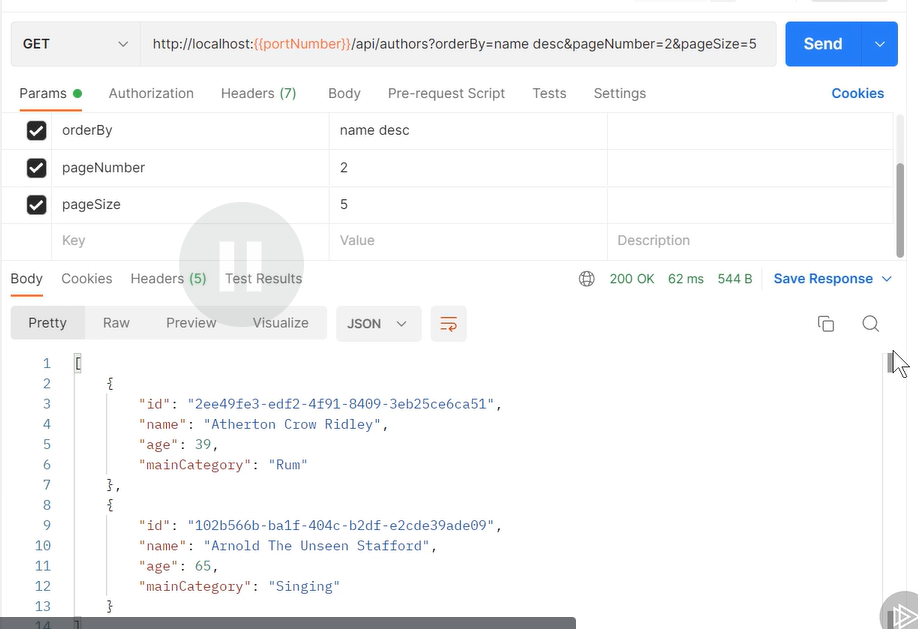 GET http://localhost:{{portNumber}}/api/authors?orderBy=name desc&pageNumber=2&pageSize=5 Send
Params Authorization Headers (7) Body Pre-request Script Tests Settings Cookies
orderBy name desc
pageNumber 2
pageSize 5
Key Value Description
Body Cookies Headers (5) Test Results 200 OK 62 ms 544 B Save Response
Pretty Raw Preview Visualize JSON
1 [
2 {
3 "id": "2ee49fe3-edf2-4f91-8409-3eb25ce6ca51",
4 "name": "Atherton Crow Ridley",
5 "age": 39,
6 "mainCategory": "Rum"
7 },
8 {
9 "id": "102b566b-ba1f-404c-b2df-e2cde39ade09",
10 "name": "Arnold The Unseen Stafford",
11 "age": 65,
12 "mainCategory": "Singing"
13 }
14 ]